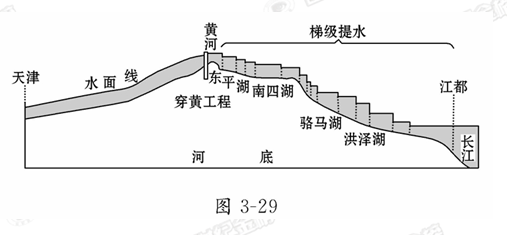 黄河
梯级提水
天津
水面线
江都
东平湖
南四湖
穿黄工程
骆马湖
洪泽湖
长江
河底
图 3-29